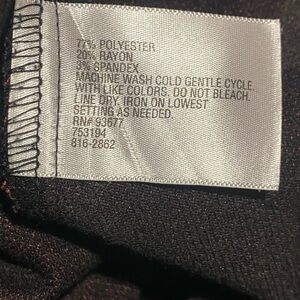 77% POLYESTER
20% RAYON
3% SPANDEX
MACHINE WASH COLD GENTLE CYCLE.
WITH LIKE COLORS. DO NOT BLEACH.
LINE DRY. IRON ON LOWEST
SETTING AS NEEDED.
RN# 93677
753194
816-2862